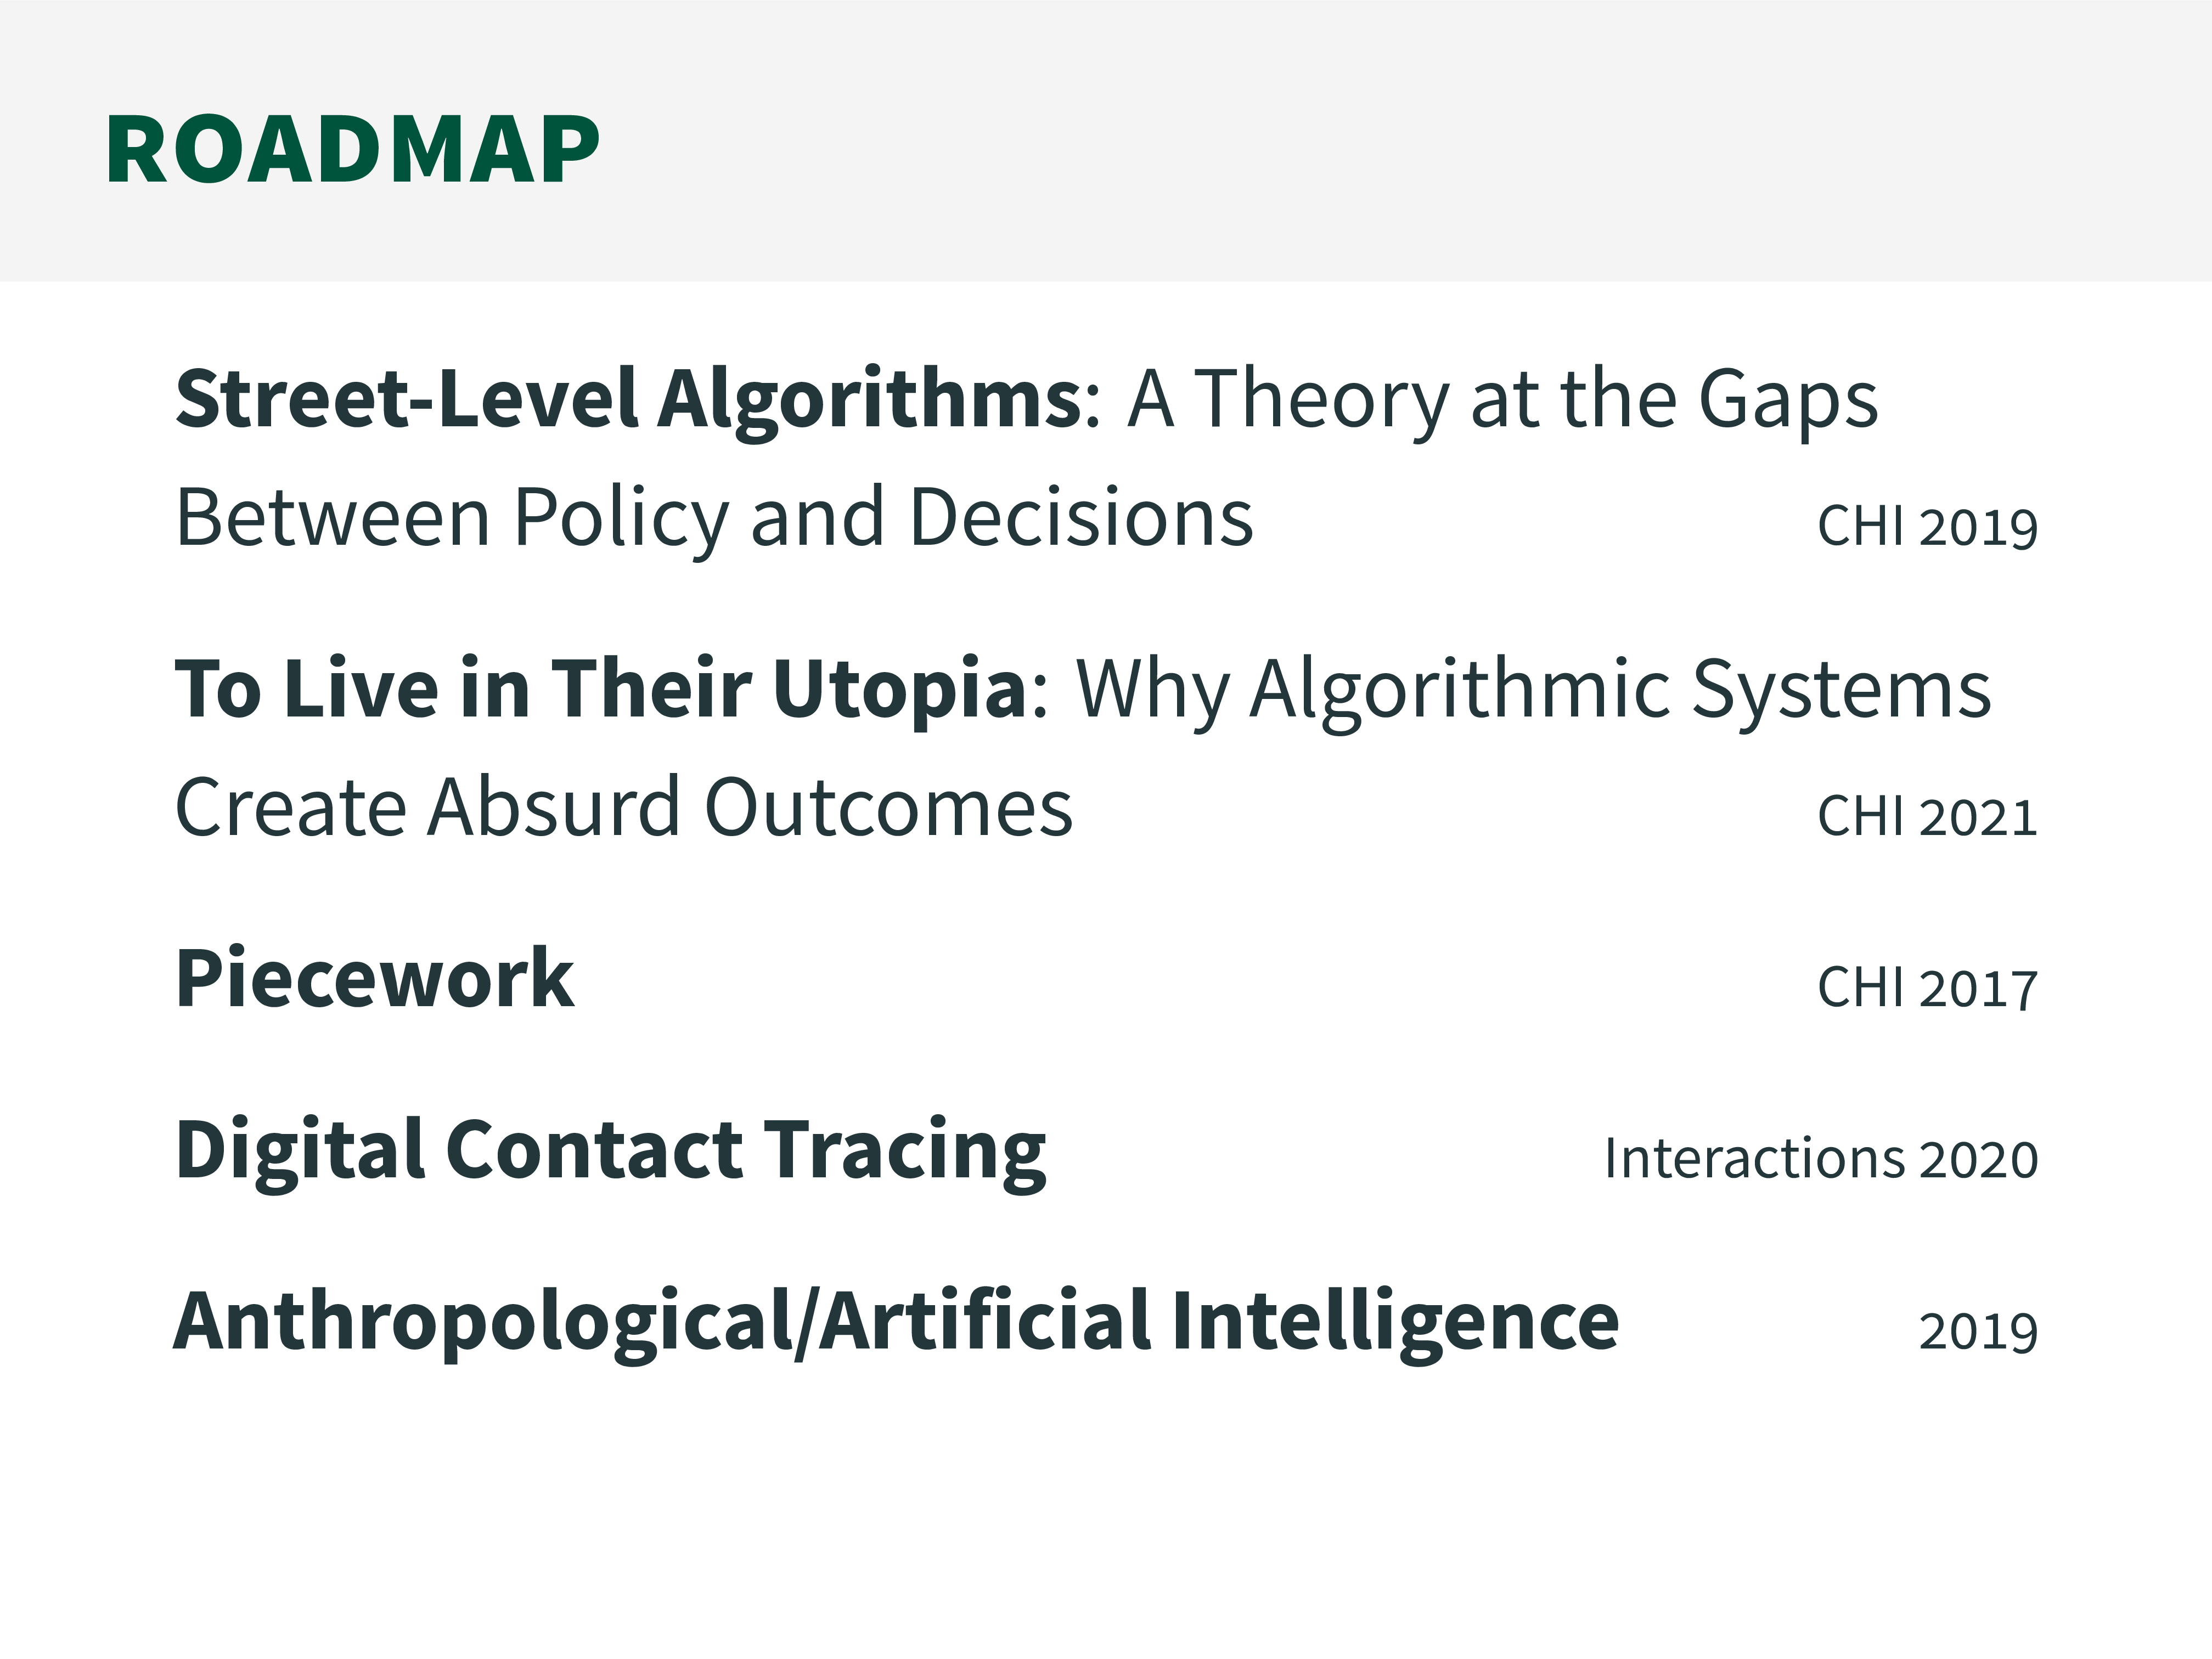 ROADMAP
Street-Level Algorithms: A Theory at the Gaps
Between Policy and Decisions CHI 2019
To Live in Their Utopia: Why Algorithmic Systems
Create Absurd Outcomes CHI 2021
Piecework CHI 2017
Digital Contact Tracing Interactions 2020
Anthropological/Artificial Intelligence 2019